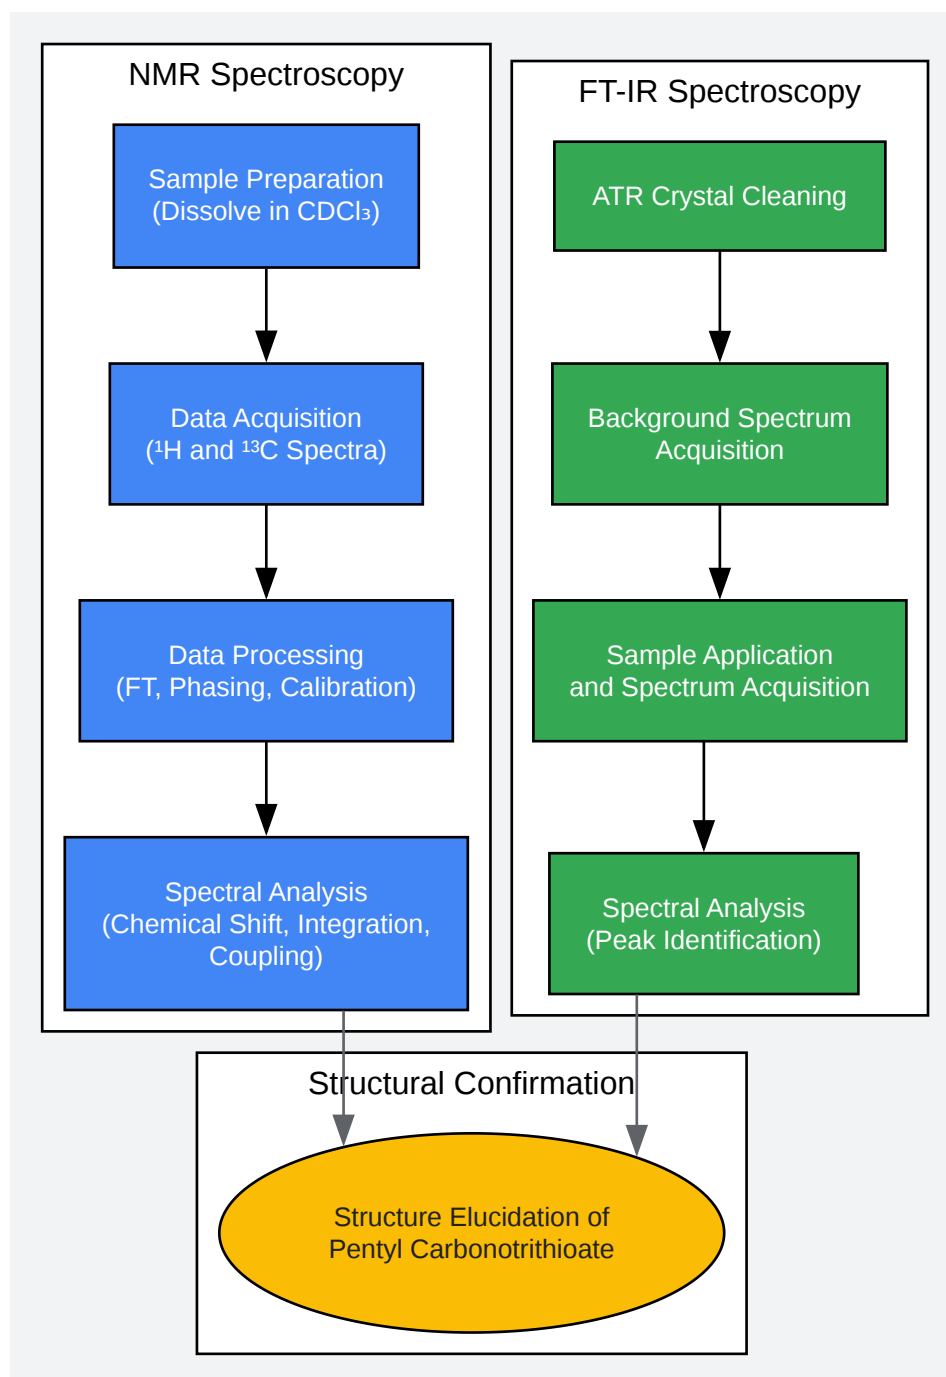 NMR Spectroscopy
Sample Preparation
(Dissolve in CDCl₃)
Data Acquisition
(¹H and ¹³C Spectra)
Data Processing
(FT, Phasing, Calibration)
Spectral Analysis
(Chemical Shift, Integration,
Coupling)
FT-IR Spectroscopy
ATR Crystal Cleaning
Background Spectrum
Acquisition
Sample Application
and Spectrum Acquisition
Spectral Analysis
(Peak Identification)
Structural Confirmation
Structure Elucidation of
Pentyl Carbonotrithioate